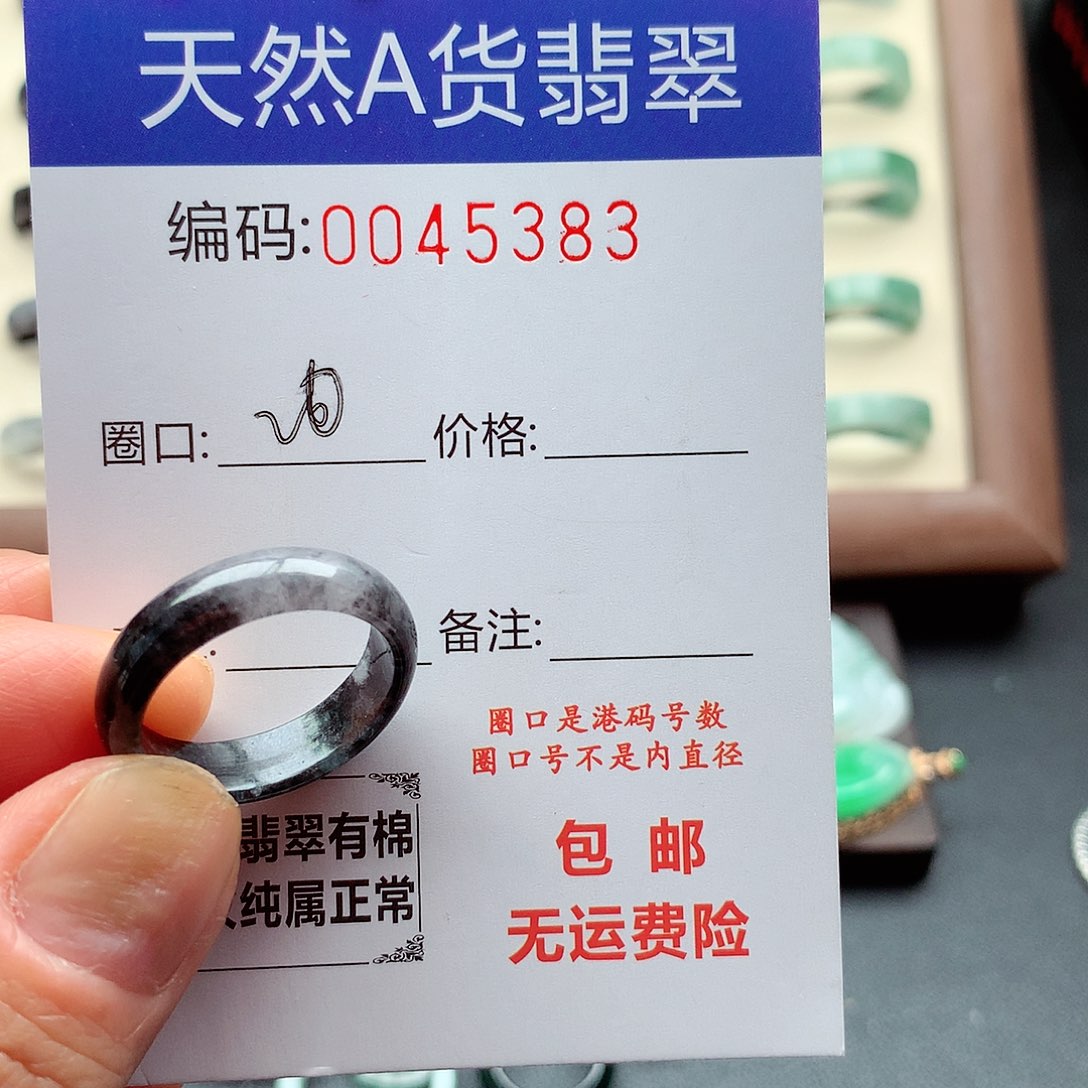 天然A货翡翠
编码:0045383
圈口: 价格:
备注:
圈口是港码号数
圈口号不是内直径
翡翠有棉
纯属正常
包 邮
无运费险